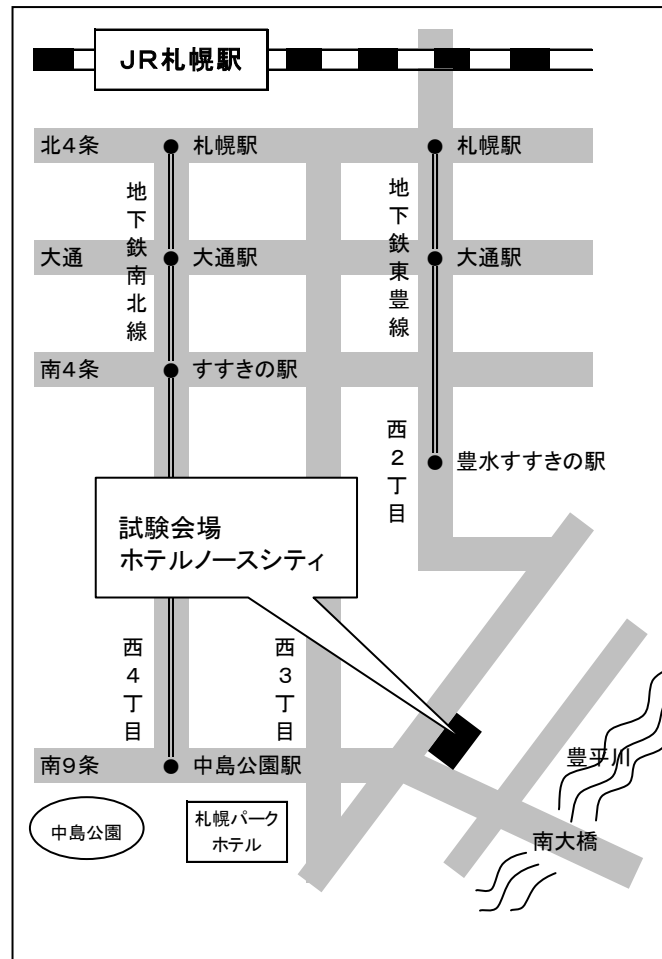 JR札幌駅
北4条
札幌駅
札幌駅
地下鉄南北線
地下鉄東豊線
大通
大通駅
大通駅
南4条
すすきの駅
西2丁目
豊水すすきの駅
試験会場
ホテルノースシティ
西4丁目
西3丁目
南9条
中島公園駅
豊平川
中島公園
札幌パーク
ホテル
南大橋